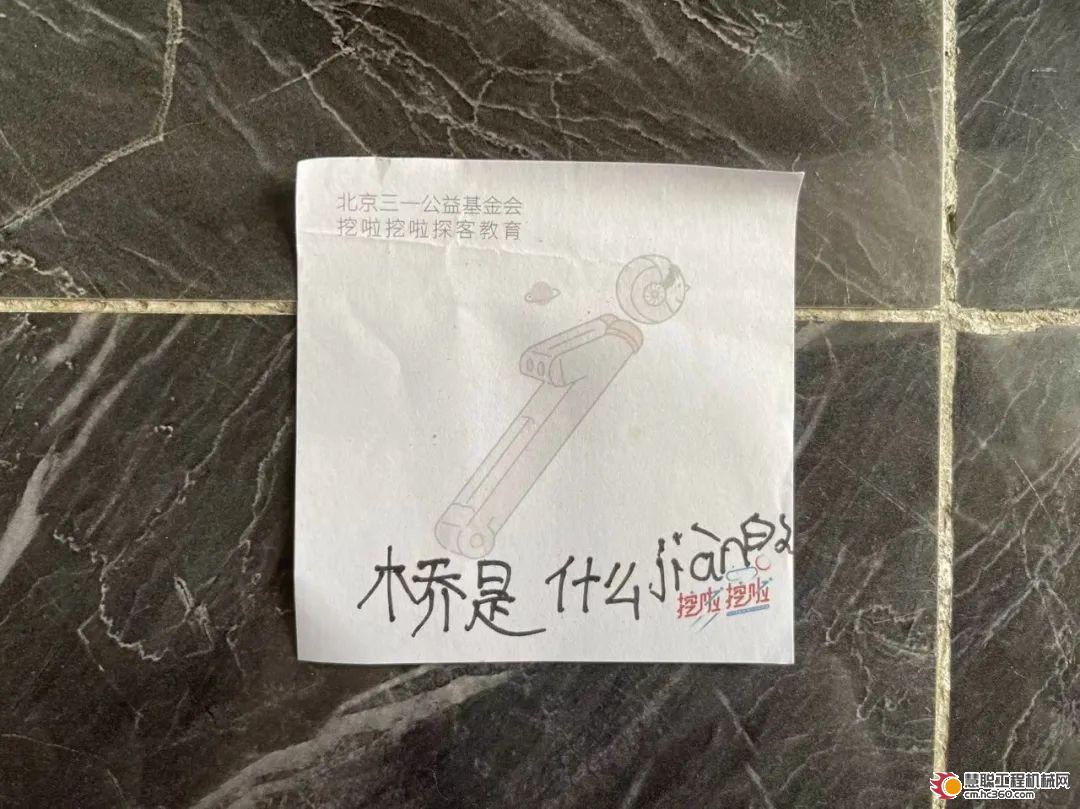 北京三一公益基金会
挖啦挖啦探客教育
桥是什么jiàn的
挖啦挖啦
慧聪工程机械网
cm.hc360.com